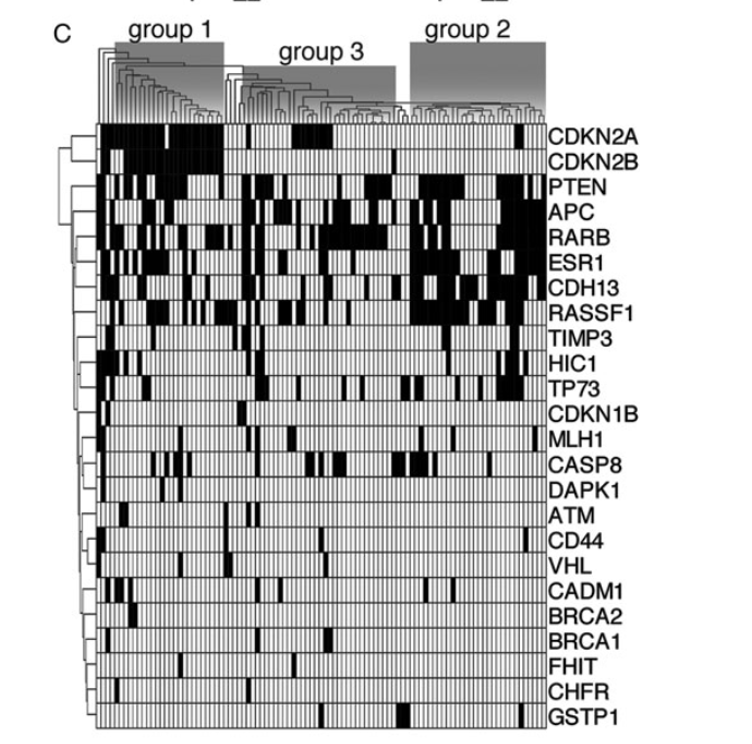 C
group 1
group 3
group 2
CDKN2A
CDKN2B
PTEN
APC
RARB
ESR1
CDH13
RASSF1
TIMP3
HIC1
TP73
CDKN1B
MLH1
CASP8
DAPK1
ATM
CD44
VHL
CADM1
BRCA2
BRCA1
FHIT
CHFR
GSTP1